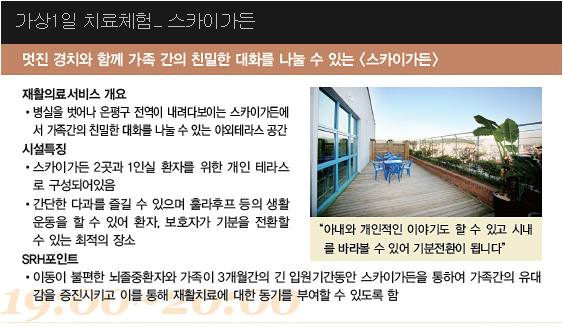 가상1일 치료체험_ 스카이가든
멋진 경치와 함께 가족 간의 친밀한 대화를 나눌 수 있는 <스카이가든>
재활의료서비스 개요
• 병실을 벗어나 은평구 전역이 내려다보이는 스카이가든에
서 가족간의 친밀한 대화를 나눌 수 있는 야외테라스 공간
시설특징
• 스카이가든 2곳과 1인실 환자를 위한 개인 테라스
로 구성되어있음
• 간단한 다과를 즐길 수 있으며 훌라후프 등의 생활
운동을 할 수 있어 환자, 보호자가 기분을 전환할
수 있는 최적의 장소
“아내와 개인적인 이야기도 할 수 있고 시내
를 바라볼 수 있어 기분전환이 됩니다”
SRH포인트
• 이동이 불편한 뇌졸중환자와 가족이 3개월간의 긴 입원기간동안 스카이가든을 통하여 가족간의 유대
감을 증진시키고 이를 통해 재활치료에 대한 동기를 부여할 수 있도록 함
19:00~20:00